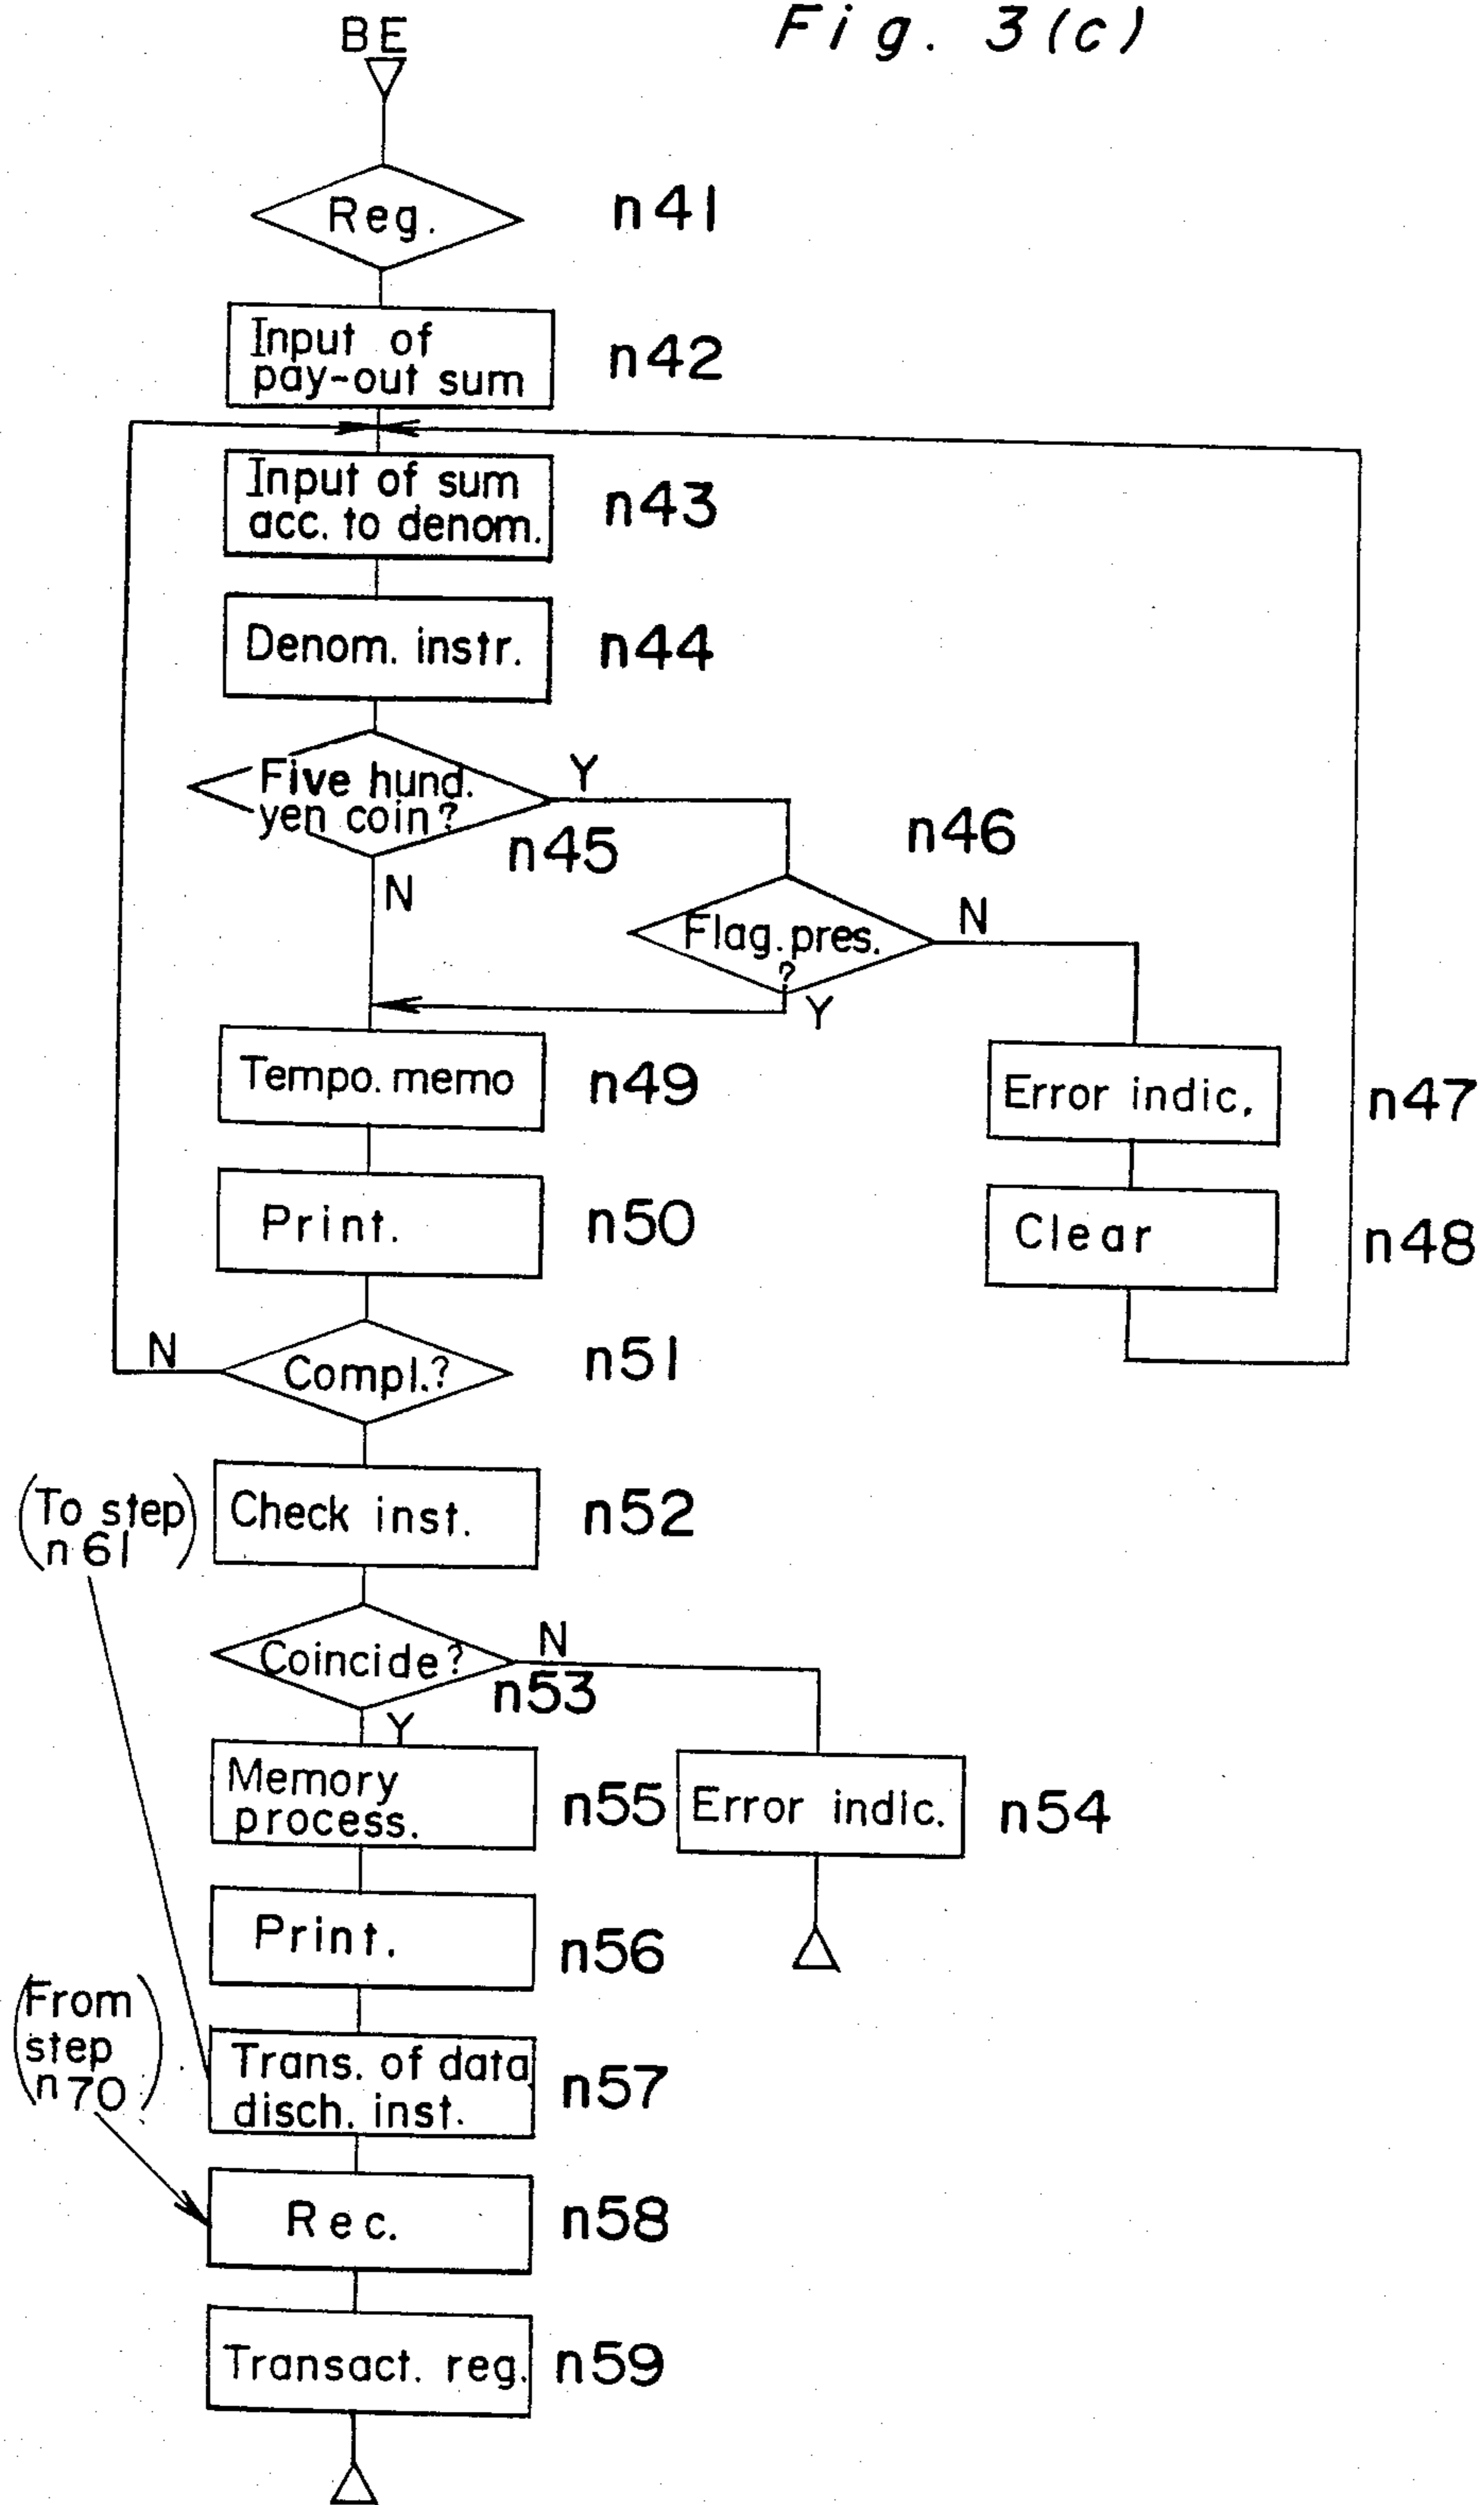 Fig. 3(c)
BE
Reg.
n41
Input of
pay-out sum
n42
Input of sum
acc. to denom.
n43
Denom. instr.
n44
Five hund.
yen coin?
Y
n45
N
n46
Flag. pres.
?
N
Y
Tempo. memo
n49
Error indic.
n47
Print.
n50
Clear
n48
Compl.?
N
n51
(To step
n61)
Check inst.
n52
Coincide?
N
n53
Y
Memory
process.
n55
Error indic.
n54
Print.
n56
(From
step
n70)
Trans. of data
disch. inst.
n57
Rec.
n58
Transact. reg.
n59